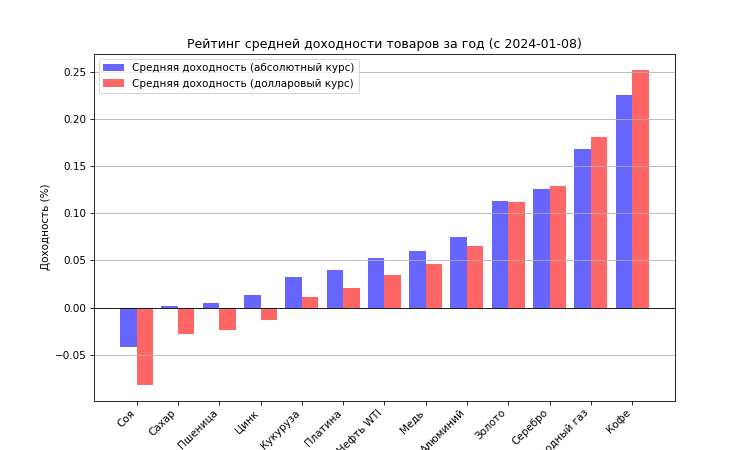 Рейтинг средней доходности товаров за год (с 2024-01-08)
Средняя доходность (абсолютный курс)
Средняя доходность (долларовый курс)
Доходность (%)
0.25
0.20
0.15
0.10
0.05
0.00
−0.05
Соя
Сахар
Пшеница
Цинк
Кукуруза
Платина
Нефть WTI
Медь
Алюминий
Золото
Серебро
газ
Кофе